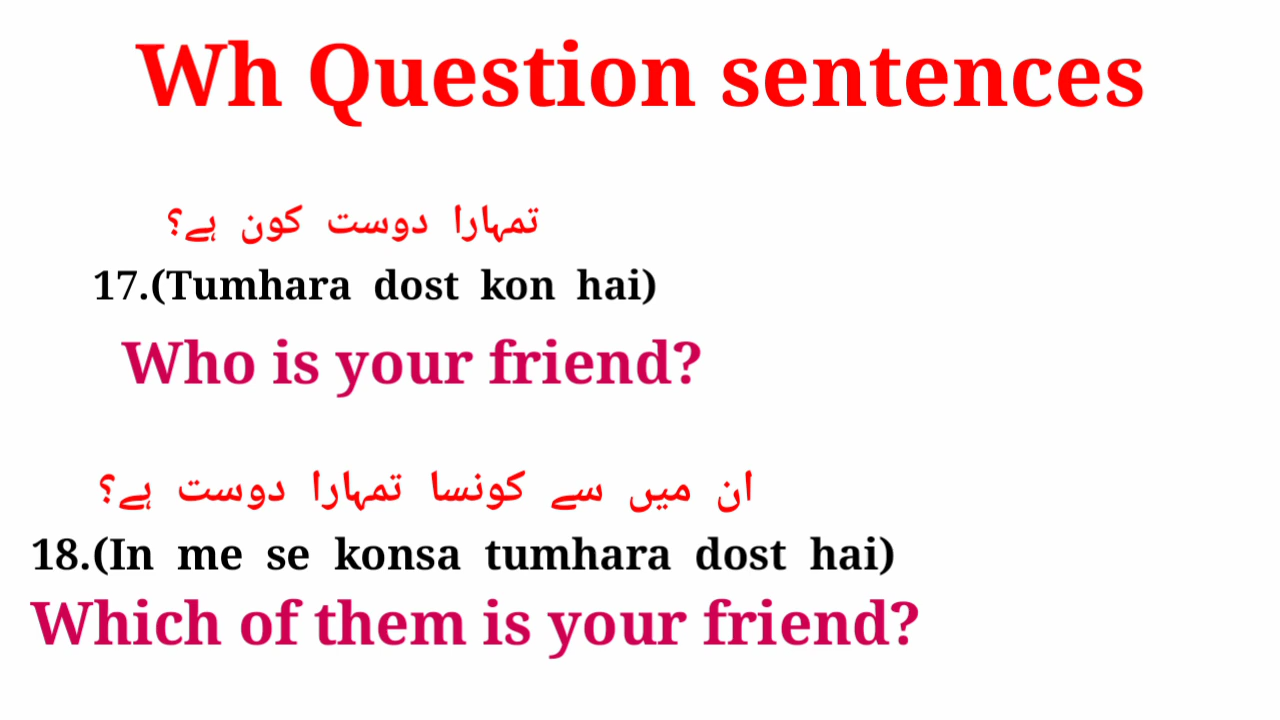 Wh Question sentences
تمہارا دوست کون ہے؟
17.(Tumhara dost kon hai)
Who is your friend?
ان میں سے کونسا تمہارا دوست ہے؟
18.(In me se konsa tumhara dost hai)
Which of them is your friend?